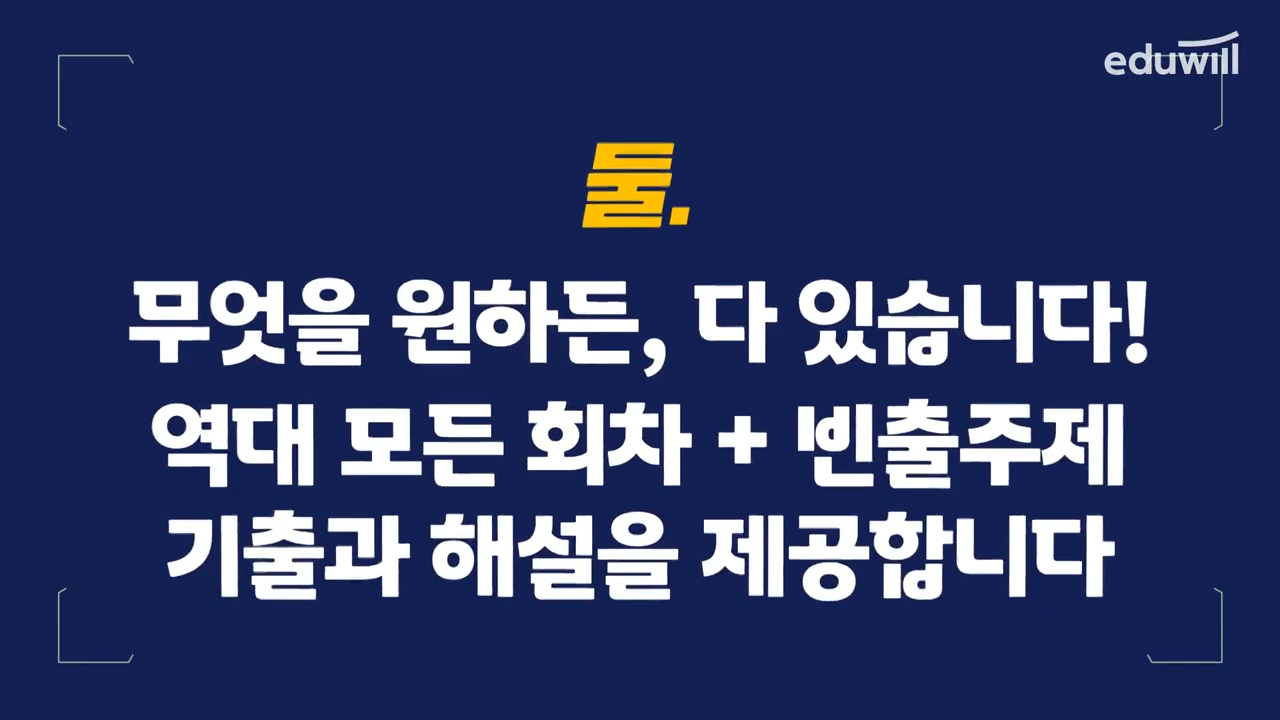 eduwill
둘.
무엇을 원하든, 다 있습니다!
역대 모든 회차 + 빈출주제
기출과 해설을 제공합니다